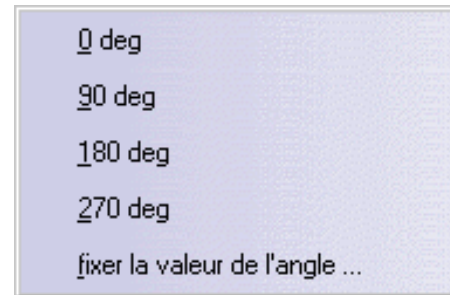 0 deg
90 deg
180 deg
270 deg
fixer la valeur de l'angle ...